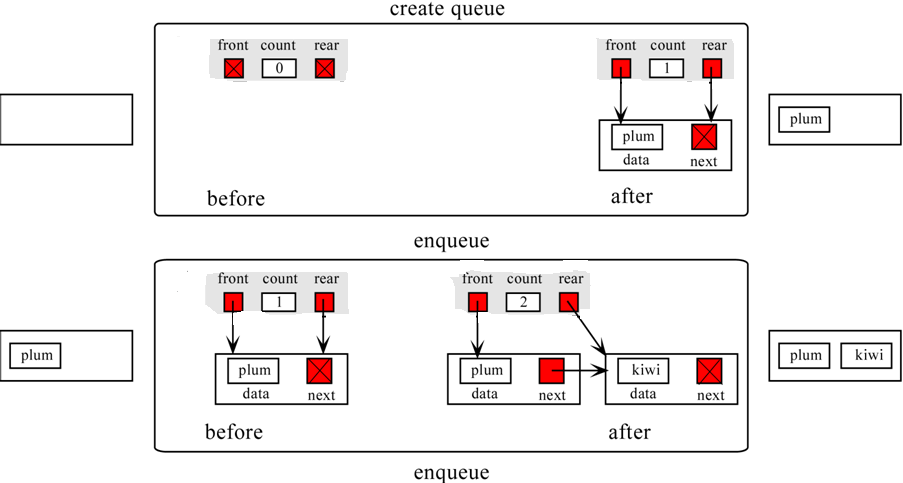 create queue
front count rear
0
front count rear
1
plum
data next
plum
before
after
enqueue
front count rear
1
front count rear
2
plum
plum
data next
plum
data next
kiwi
data next
plum kiwi
before
after
enqueue